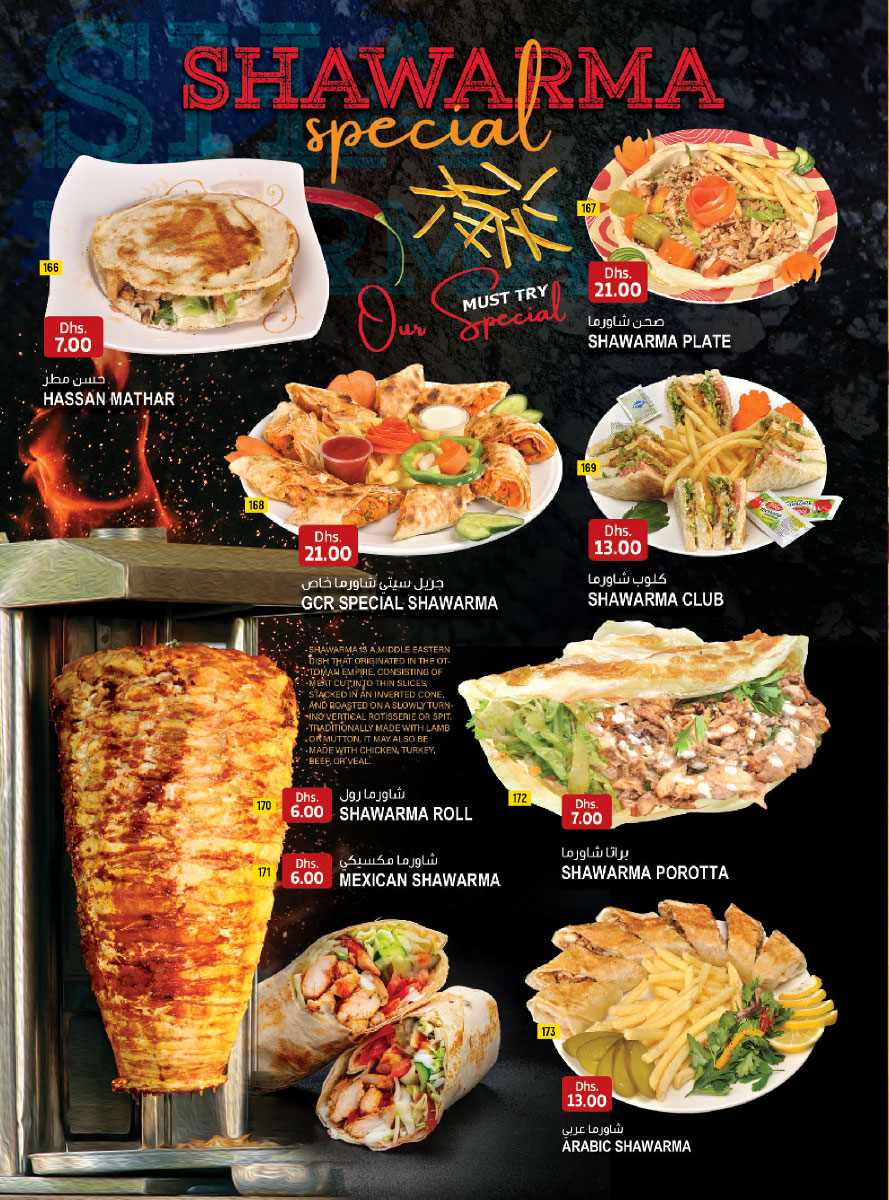 SHAWARMA
special
166
Dhs.
7.00
حسن مطر
HASSAN MATHAR
MUST TRY
Our Special
167
Dhs.
21.00
صحن شاورما
SHAWARMA PLATE
168
Dhs.
21.00
جريل سيتي شاورما خاص
GCR SPECIAL SHAWARMA
169
Dhs.
13.00
كلوب شاورما
SHAWARMA CLUB
SHAWARMA IS A MIDDLE EASTERN
DISH THAT ORIGINATED IN THE OT-
TOMAN EMPIRE, CONSISTING OF
MEAT CUT INTO THIN SLICES,
STACKED IN AN INVERTED CONE,
AND ROASTED ON A SLOWLY TURN-
ING VERTICAL ROTISSERIE OR SPIT.
TRADITIONALLY MADE WITH LAMB
OR MUTTON, IT MAY ALSO BE
MADE WITH CHICKEN, TURKEY,
BEEF, OR VEAL.
170
Dhs.
6.00
شاورما رول
SHAWARMA ROLL
171
Dhs.
6.00
شاورما مكسيكي
MEXICAN SHAWARMA
172
Dhs.
7.00
براتا شاورما
SHAWARMA POROTTA
173
Dhs.
13.00
شاورما عربي
ARABIC SHAWARMA